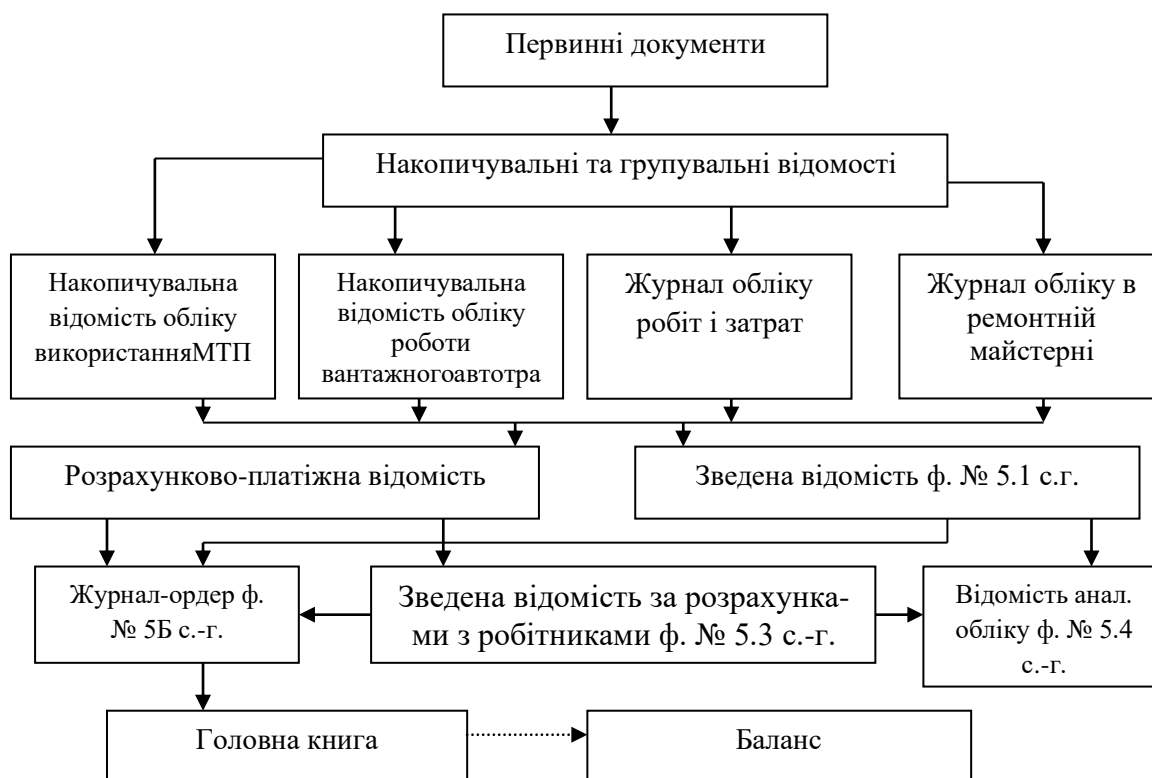 Первинні документи
Накопичувальні та групувальні відомості
Накопичувальна
відомість обліку
використанняМТП
Накопичувальна
відомість обліку
роботи
вантажногоавтотра
Журнал обліку
робіт і затрат
Журнал обліку в
ремонтній
майстерні
Розрахунково-платіжна відомість
Зведена відомість ф. № 5.1 с.г.
Журнал-ордер ф.
№ 5Б с.-г.
Зведена відомість за розрахунка-
ми з робітниками ф. № 5.3 с.-г.
Відомість анал.
обліку ф. № 5.4
с.-г.
Головна книга
Баланс